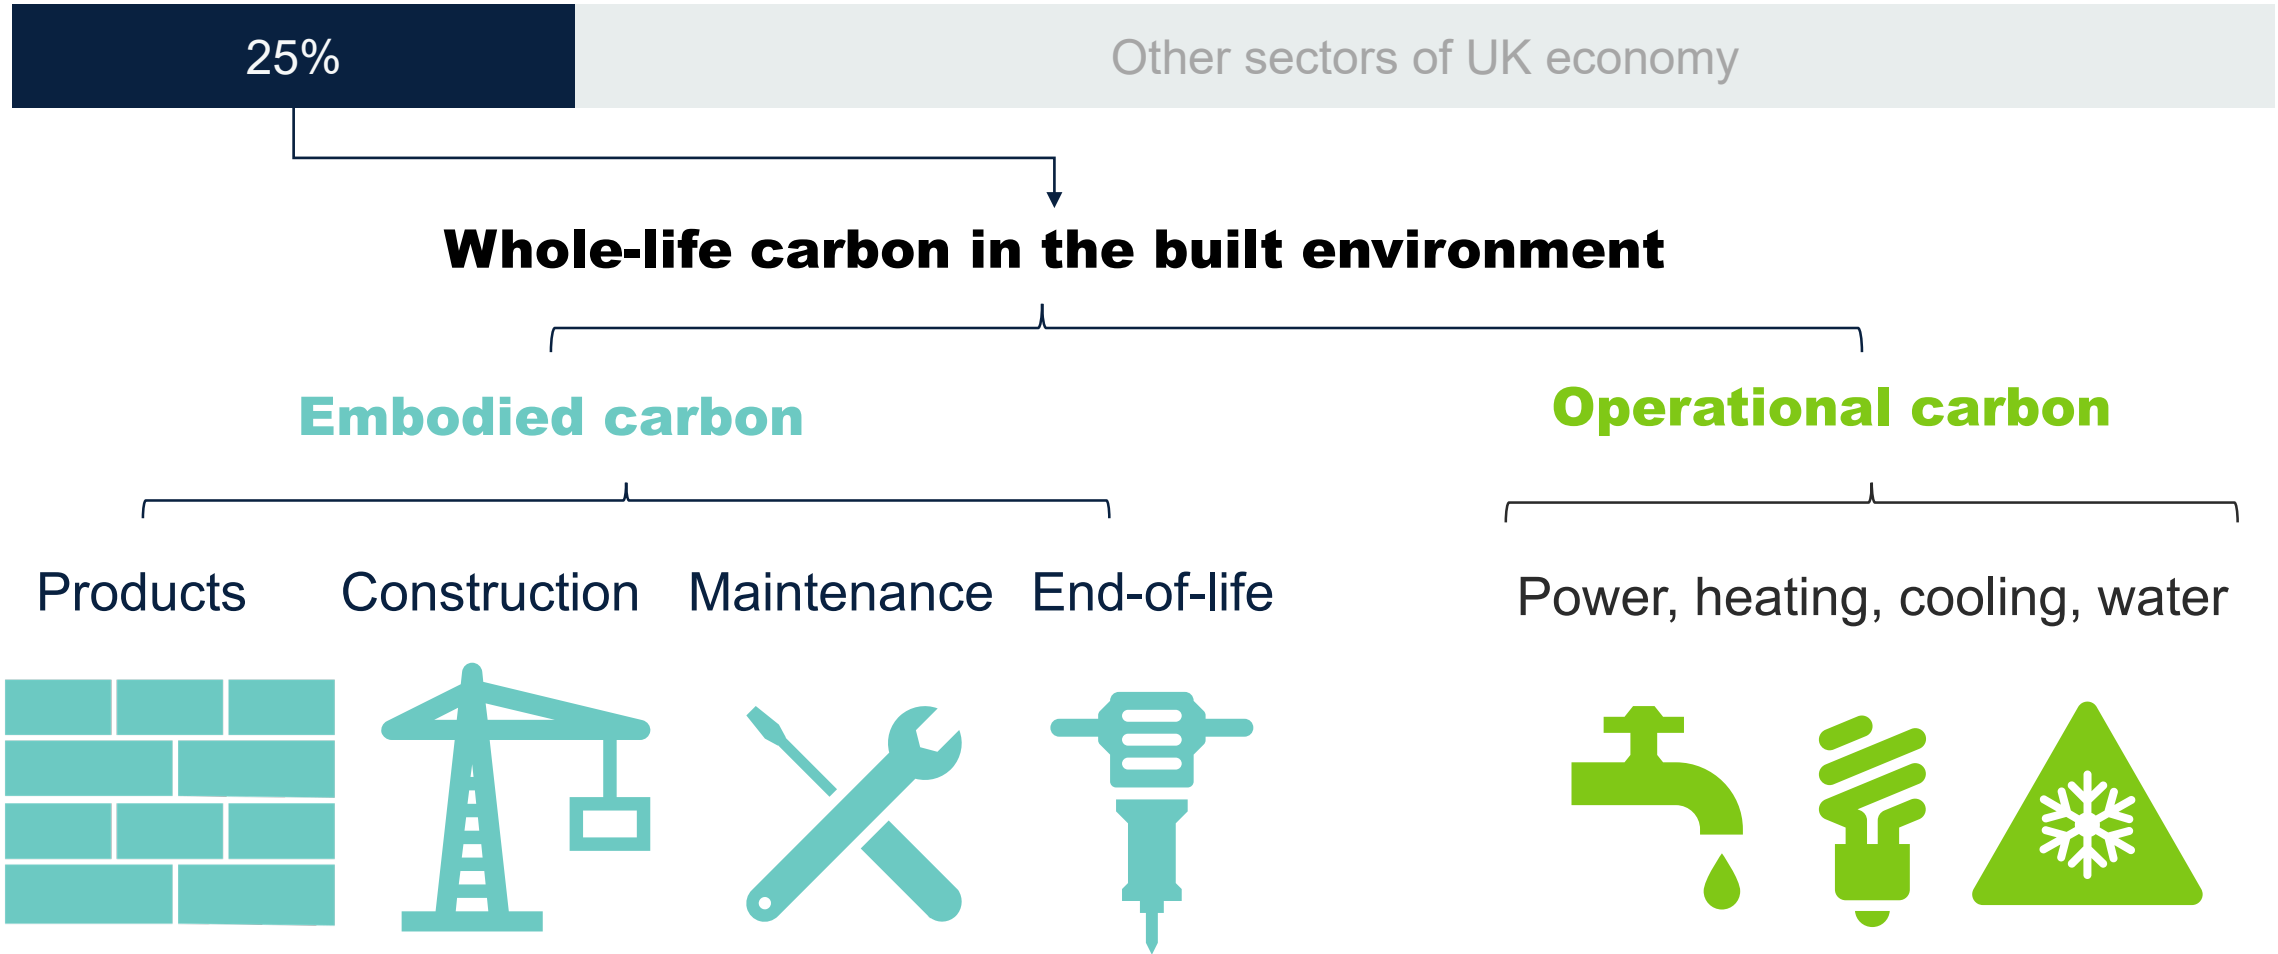 25%
Other sectors of UK economy
Whole-life carbon in the built environment
Embodied carbon
Operational carbon
Products
Construction
Maintenance
End-of-life
Power, heating, cooling, water